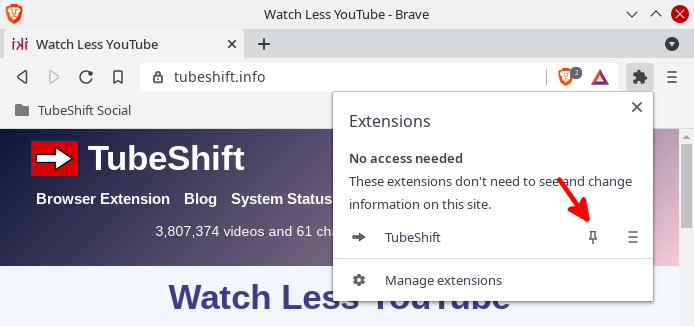 Watch Less YouTube - Brave
Watch Less YouTube
tubeshift.info
2
TubeShift Social
Extensions
No access needed
These extensions don't need to see and change
information on this site.
TubeShift
Manage extensions
TubeShift
Browser Extension Blog System Status
3,807,374 videos and 61 cha
Watch Less YouTube